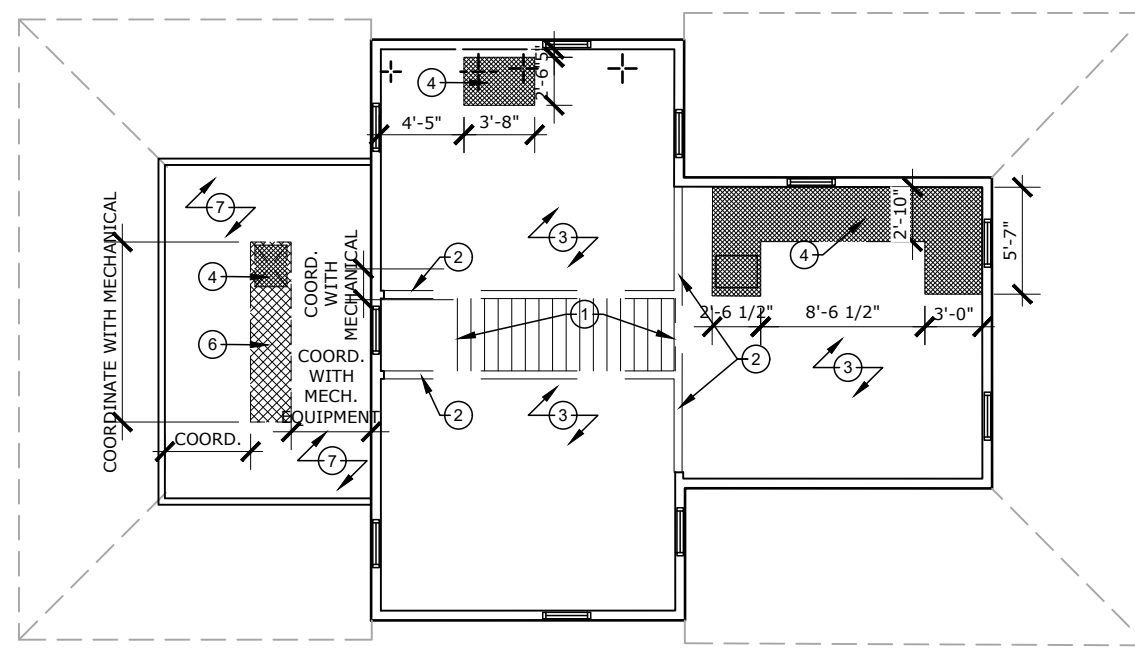 5"
2'-6"
4
4'-5"
3'-8"
7
3
2
4
COORDINATE WITH MECHANICAL
COORD.
WITH
MECHANICAL
4
2'-10"
5'-7"
1
2'-6 1/2"
8'-6 1/2"
3'-0"
6
COORD.
WITH
MECH.
EQUIPMENT
2
3
2
3
COORD.
7